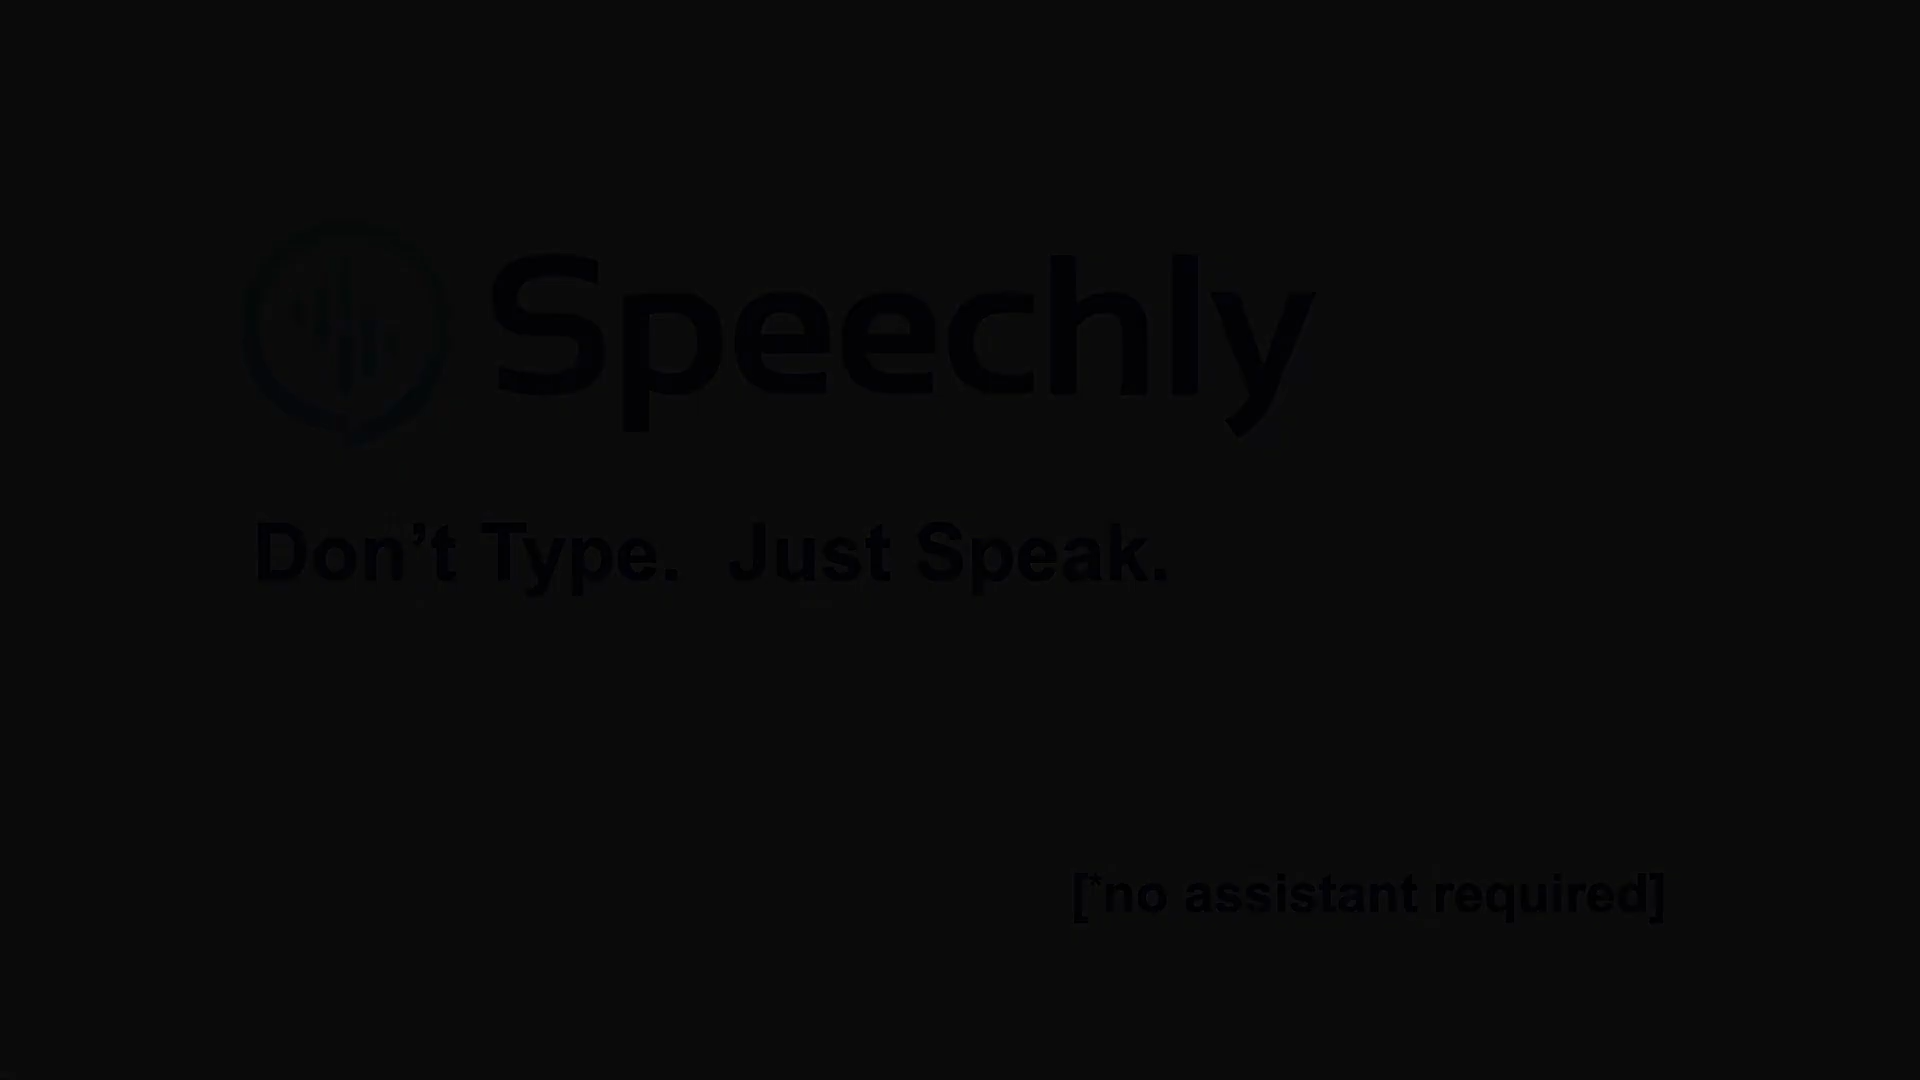 Speechly
Don’t Type.  Just Speak.
[*no assistant required]